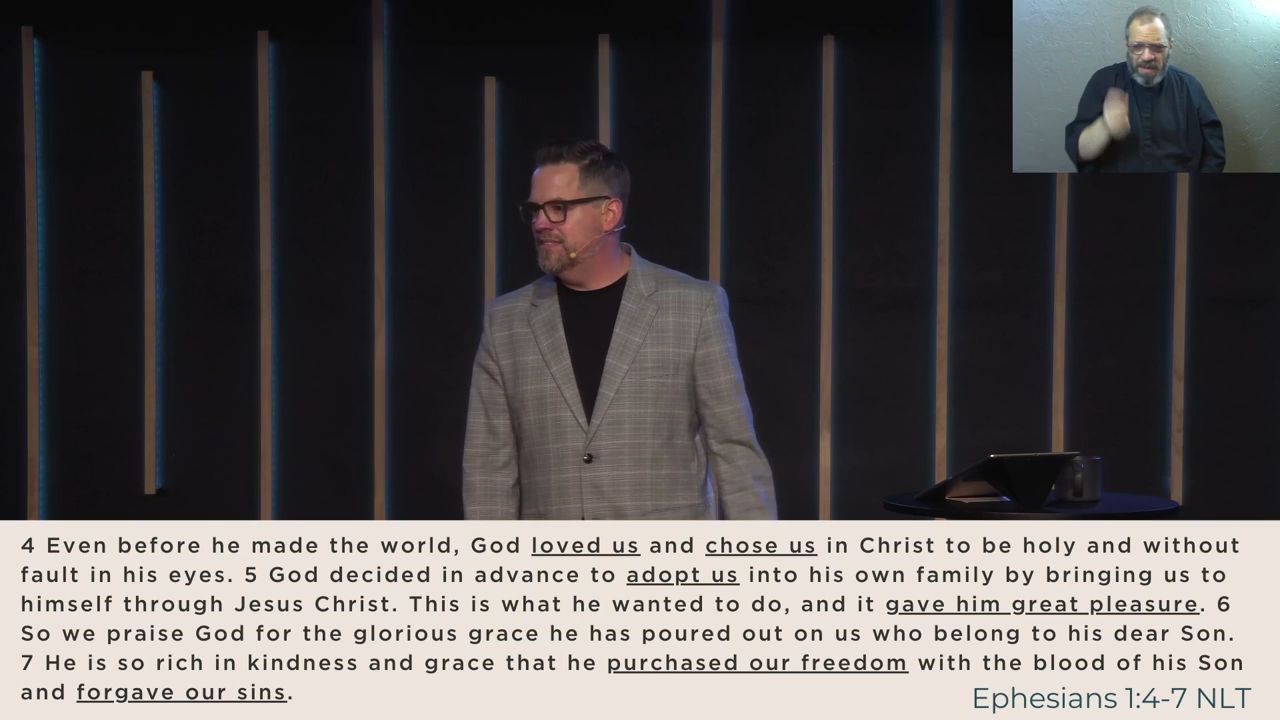 4 Even before he made the world, God loved us and chose us in Christ to be holy and without
fault in his eyes. 5 God decided in advance to adopt us into his own family by bringing us to
himself through Jesus Christ. This is what he wanted to do, and it gave him great pleasure. 6
So we praise God for the glorious grace he has poured out on us who belong to his dear Son.
7 He is so rich in kindness and grace that he purchased our freedom with the blood of his Son
and forgave our sins.
Ephesians 1:4-7 NLT